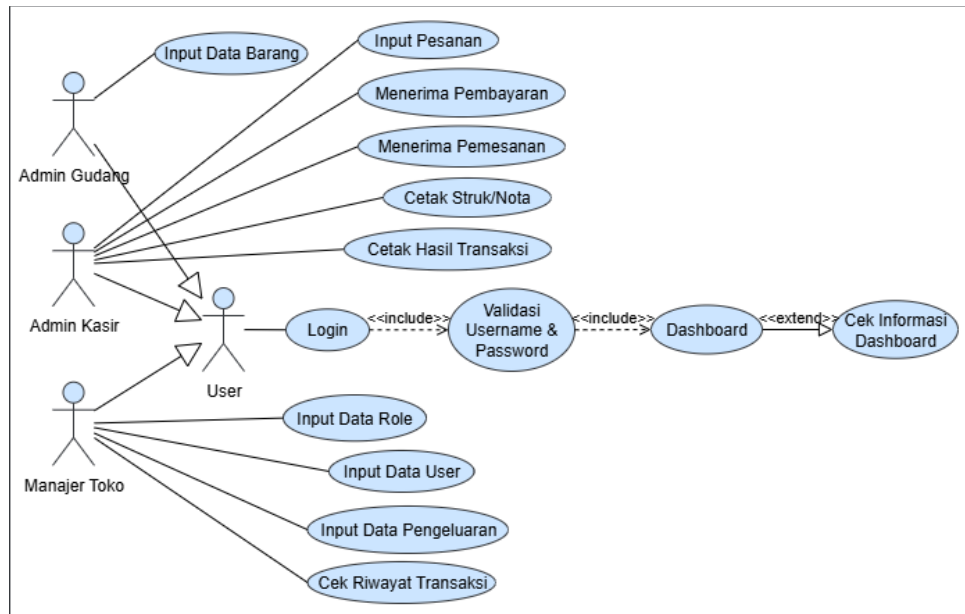 Input Data Barang
Input Pesanan
Menerima Pembayaran
Menerima Pemesanan
Admin Gudang
Cetak Struk/Nota
Cetak Hasil Transaksi
Admin Kasir
User
Login
<<include>>
Validasi
Username &
Password
<<include>>
Dashboard
<<extend>>
Cek Informasi
Dashboard
Manajer Toko
Input Data Role
Input Data User
Input Data Pengeluaran
Cek Riwayat Transaksi